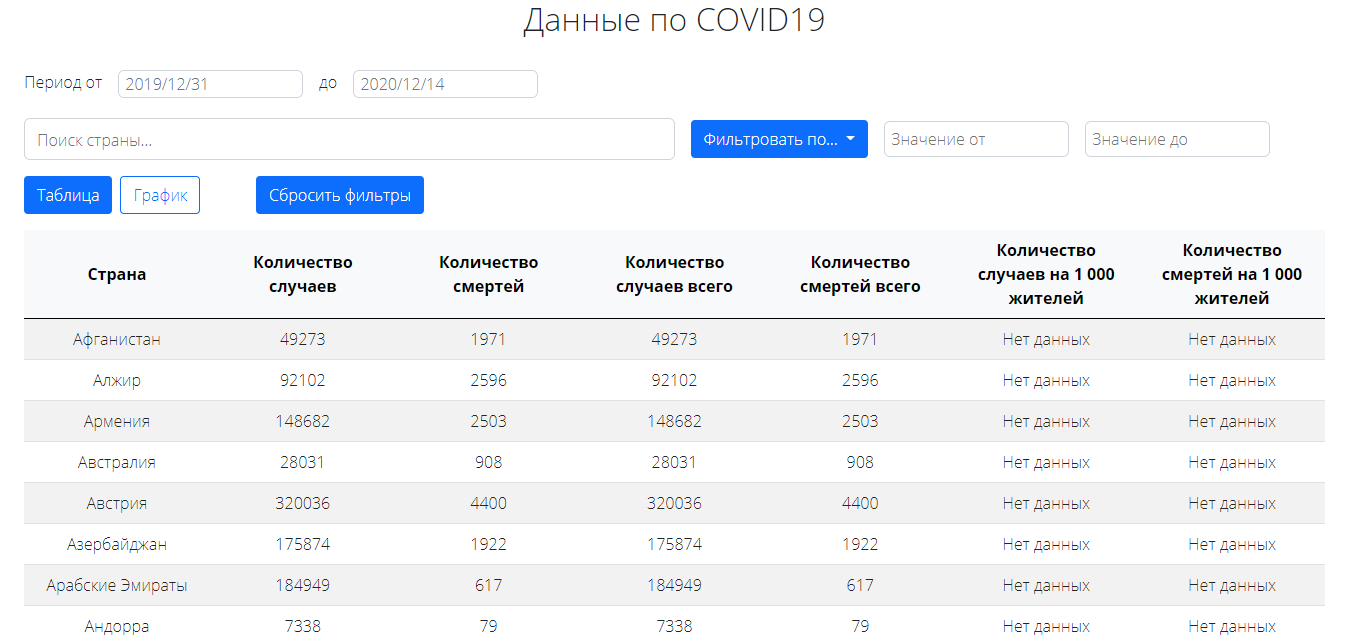 Данные по COVID19
Период от 2019/12/31 до 2020/12/14
Поиск страны... Фильтровать по... Значение от Значение до
Таблица График Сбросить фильтры
Страна Количество случаев Количество смертей Количество случаев всего Количество смертей всего Количество случаев на 1 000 жителей Количество смертей на 1 000 жителей
Афганистан 49273 1971 49273 1971 Нет данных Нет данных
Алжир 92102 2596 92102 2596 Нет данных Нет данных
Армения 148682 2503 148682 2503 Нет данных Нет данных
Австралия 28031 908 28031 908 Нет данных Нет данных
Австрия 320036 4400 320036 4400 Нет данных Нет данных
Азербайджан 175874 1922 175874 1922 Нет данных Нет данных
Арабские Эмираты 184949 617 184949 617 Нет данных Нет данных
Андорра 7338 79 7338 79 Нет данных Нет данных